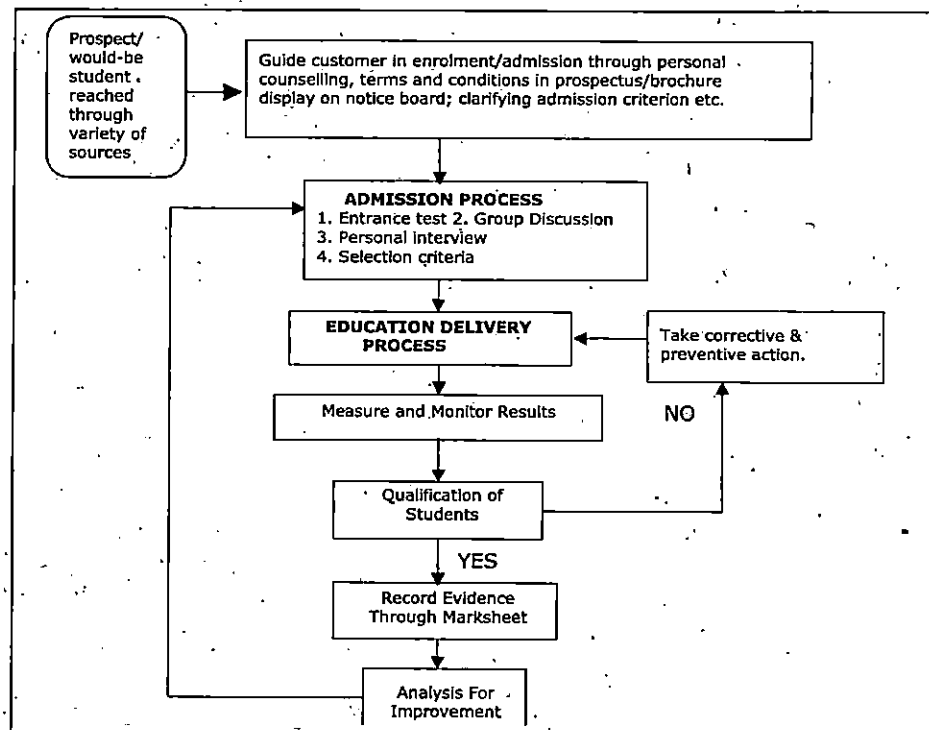 Prospect/
would-be
student
reached
through
variety of
sources
Guide customer in enrolment/admission through personal
counselling, terms and conditions in prospectus/brochure
display on notice board; clarifying admission criterion etc.
ADMISSION PROCESS
1. Entrance test 2. Group Discussion
3. Personal interview
4. Selection criteria
EDUCATION DELIVERY
PROCESS
Take corrective &
preventive action.
Measure and Monitor Results
NO
Qualification of
Students
YES
Record Evidence
Through Marksheet
Analysis For
Improvement